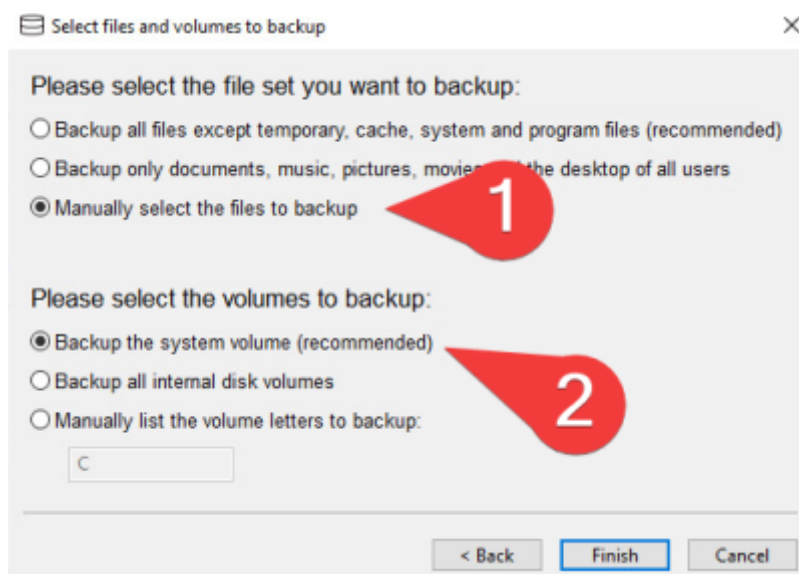 Select files and volumes to backup
Please select the file set you want to backup:
Backup all files except temporary, cache, system and program files (recommended)
Backup only documents, music, pictures, movies the desktop of all users
Manually select the files to backup
1
Please select the volumes to backup:
Backup the system volume (recommended)
Backup all internal disk volumes
2
Manually list the volume letters to backup:
C
< Back Finish Cancel